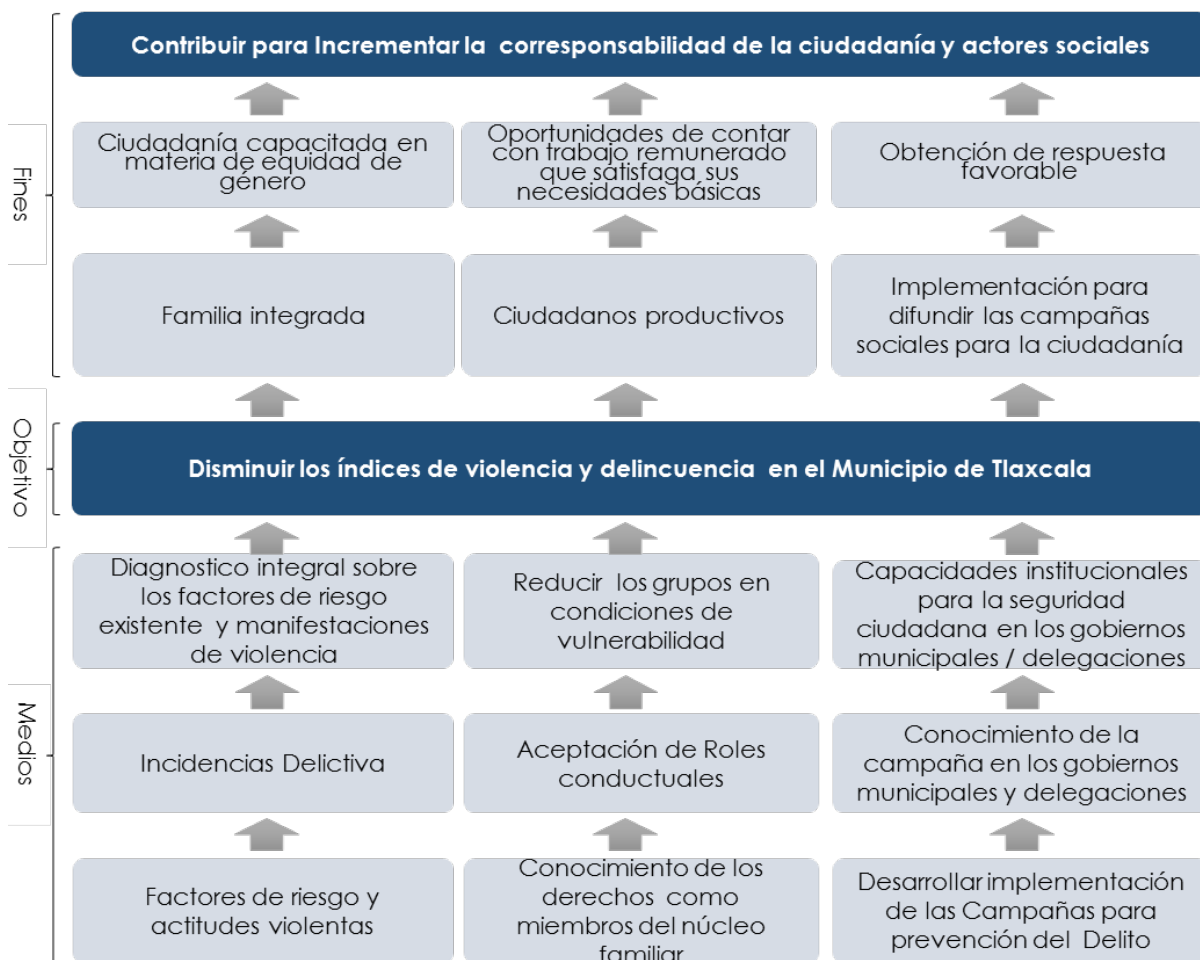 Contribuir para Incrementar la corresponsabilidad de la ciudadanía y actores sociales
Fines
Ciudadanía capacitada en
materia de equidad de
género
Oportunidades de contar
con trabajo remunerado
que satisfaga sus
necesidades básicas
Obtención de respuesta
favorable
Familia integrada
Ciudadanos productivos
Implementación para
difundir las campañas
sociales para la ciudadanía
Objetivo
Disminuir los índices de violencia y delincuencia en el Municipio de Tlaxcala
Medios
Diagnostico integral sobre
los factores de riesgo
existente y manifestaciones
de violencia
Reducir los grupos en
condiciones de
vulnerabilidad
Capacidades institucionales
para la seguridad
ciudadana en los gobiernos
municipales / delegaciones
Incidencias Delictiva
Aceptación de Roles
conductuales
Conocimiento de la
campaña en los gobiernos
municipales y delegaciones
Factores de riesgo y
actitudes violentas
Conocimiento de los
derechos como
miembros del núcleo
familiar
Desarrollar implementación
de las Campañas para
prevención del Delito